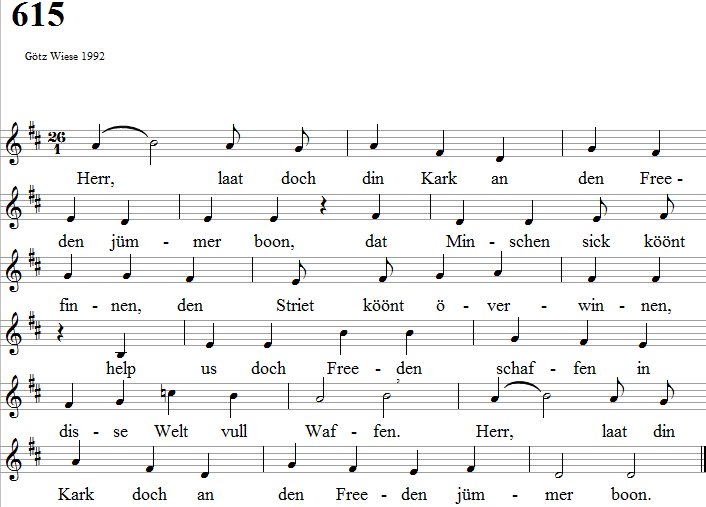 615
Götz Wiese 1992
26
1
Herr, laat doch din Kark an den Free -
den jüm - mer boon, dat Min - schen sick köönt
fin - nen, den Striet köönt ö - ver - win - nen,
help us doch Free - den schaf - fen in
dis - se Welt vull Waf - fen. Herr, laat din
Kark doch an den Free - den jüm - mer boon.